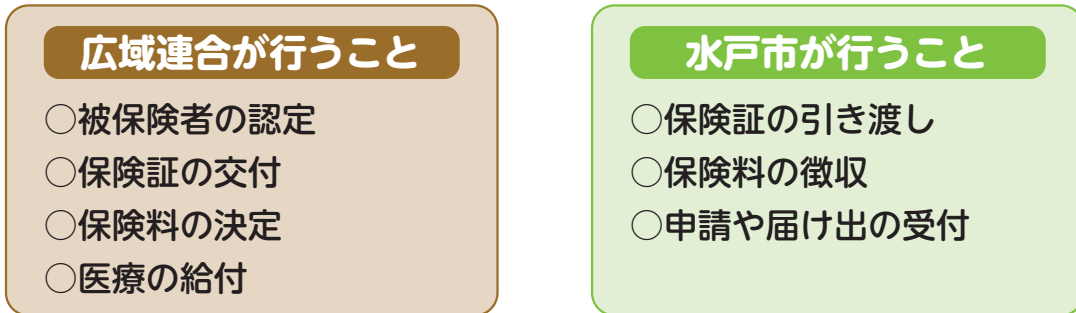 広域連合が行うこと
○被保険者の認定
○保険証の交付
○保険料の決定
○医療の給付
水戸市が行うこと
○保険証の引き渡し
○保険料の徴収
○申請や届け出の受付